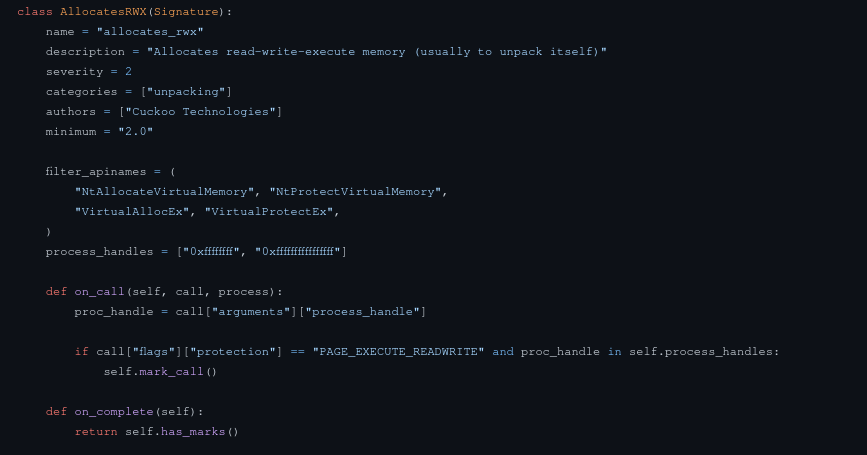 class AllocatesRWX(Signature):
    name = "allocates_rwx"
    description = "Allocates read-write-execute memory (usually to unpack itself)"
    severity = 2
    categories = ["unpacking"]
    authors = ["Cuckoo Technologies"]
    minimum = "2.0"

    filter_apinames = (
        "NtAllocateVirtualMemory", "NtProtectVirtualMemory",
        "VirtualAllocEx", "VirtualProtectEx",
    )
    process_handles = ["0xffffffff", "0xffffffffffffffff"]

    def on_call(self, call, process):
        proc_handle = call["arguments"]["process_handle"]

        if call["flags"]["protection"] == "PAGE_EXECUTE_READWRITE" and proc_handle in self.process_handles:
            self.mark_call()

    def on_complete(self):
        return self.has_marks()